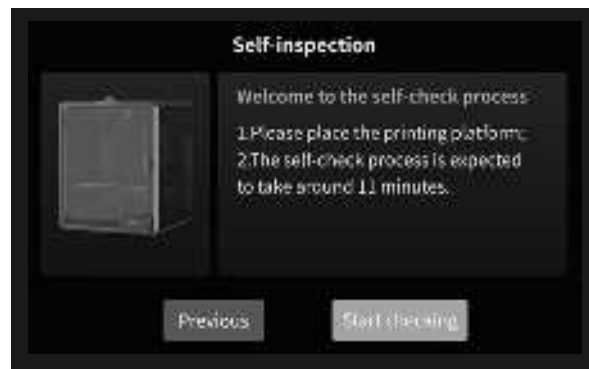 Self-inspection
Welcome to the self-check process
1.Please place the printing platform;
2.The self-check process is expected
to take around 11 minutes.
Previous
Start checking